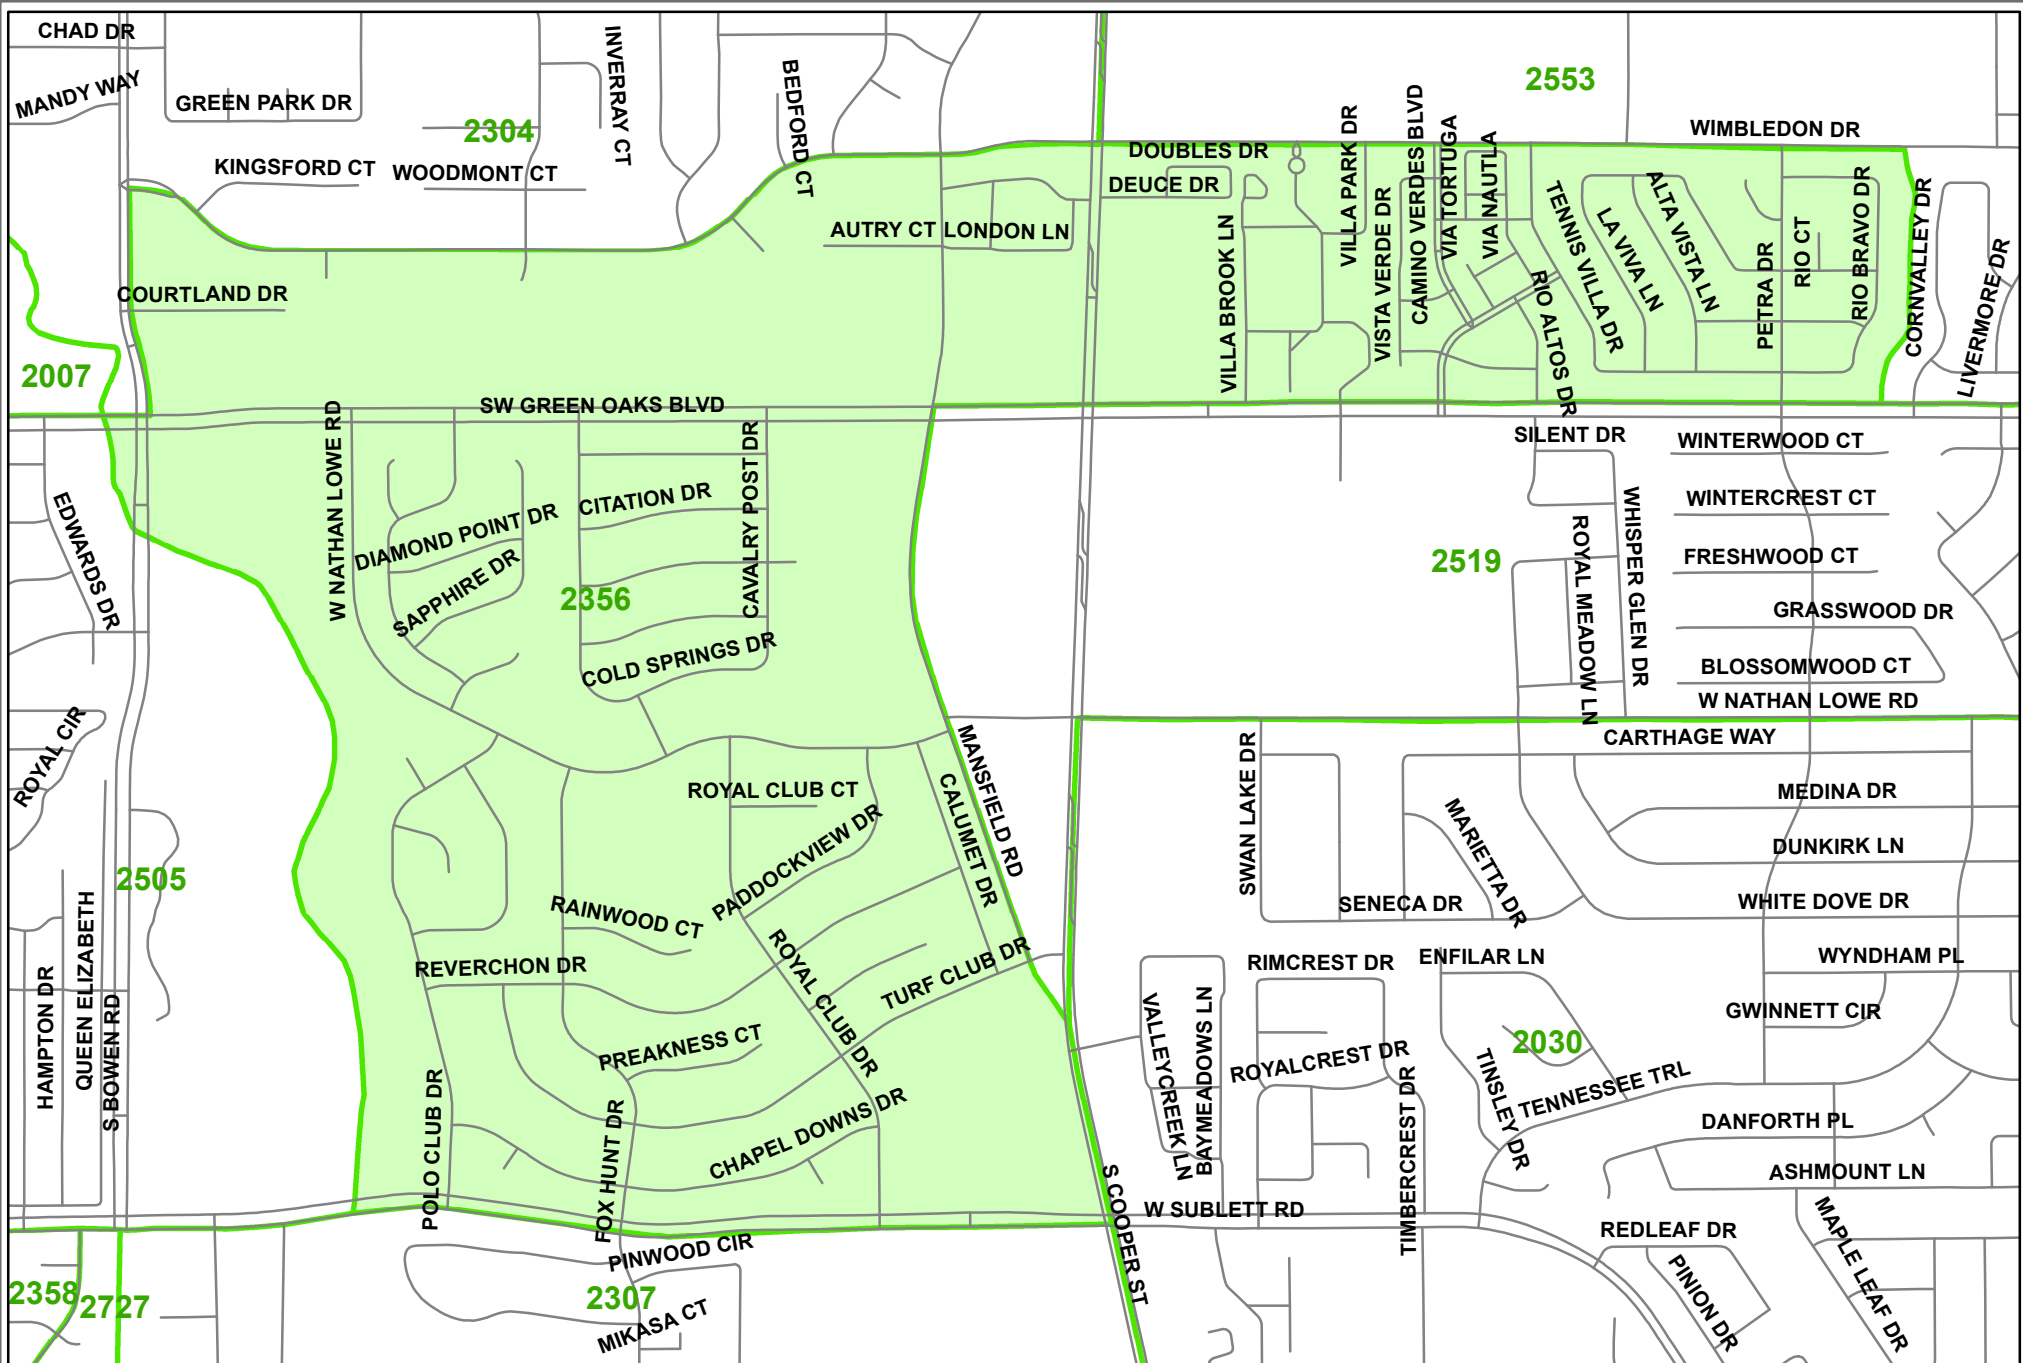 CHAD DR
INVERRAY CT
BEDFORD CT
2553
MANDY WAY
GREEN PARK DR
2304
WIMBLEDON DR
KINGSFORD CT
WOODMONT CT
DOUBLES DR
DEUCE DR
VILLA PARK DR
CAMINO VERDES BLVD
VIA TORTUGA
VIA NAUTLA
AUTRY CT
LONDON LN
VILLA BROOK LN
VISTA VERDE DR
TENNIS VILLA DR
LA VIVA LN
ALTA VISTA LN
PETRA DR
RIO CT
RIO BRAVO DR
CORNVALLEY DR
LIVERMORE DR
COURTLAND DR
RIO ALTOS DR
2007
SW GREEN OAKS BLVD
W NATHAN LOWE RD
SILENT DR
WINTERWOOD CT
EDWARDS DR
DIAMOND POINT DR
CITATION DR
CAVALRY POST DR
WINTERCREST CT
WHISPER GLEN DR
ROYAL MEADOW LN
2519
FRESHWOOD CT
SAPPHIRE DR
2356
GRASSWOOD DR
COLD SPRINGS DR
BLOSSOMWOOD CT
W NATHAN LOWE RD
ROYAL CIR
MANSFIELD RD
SWAN LAKE DR
CARTHAGE WAY
ROYAL CLUB CT
CALUMET DR
MEDINA DR
PADDOCKVIEW DR
MARIETTA DR
DUNKIRK LN
2505
RAINWOOD CT
SENECA DR
WHITE DOVE DR
QUEEN ELIZABETH
HAMPTON DR
S BOWEN RD
REVERCHON DR
ROYAL CLUB DR
TURF CLUB DR
RIMCREST DR
ENFILAR LN
WYNDHAM PL
VALLEYCREEK LN
BAYMEADOWS LN
GWINNETT CIR
PREAKNESS CT
2030
ROYALCREST DR
TINSLEY DR
TENNESSEE TRL
POLO CLUB DR
FOX HUNT DR
CHAPEL DOWNS DR
TIMBERCREST DR
DANFORTH PL
ASHMOUNT LN
S COOPER ST
W SUBLETT RD
REDLEAF DR
MAPLE LEAF DR
PINWOOD CIR
PINION DR
2358
2727
2307
MIKASA CT